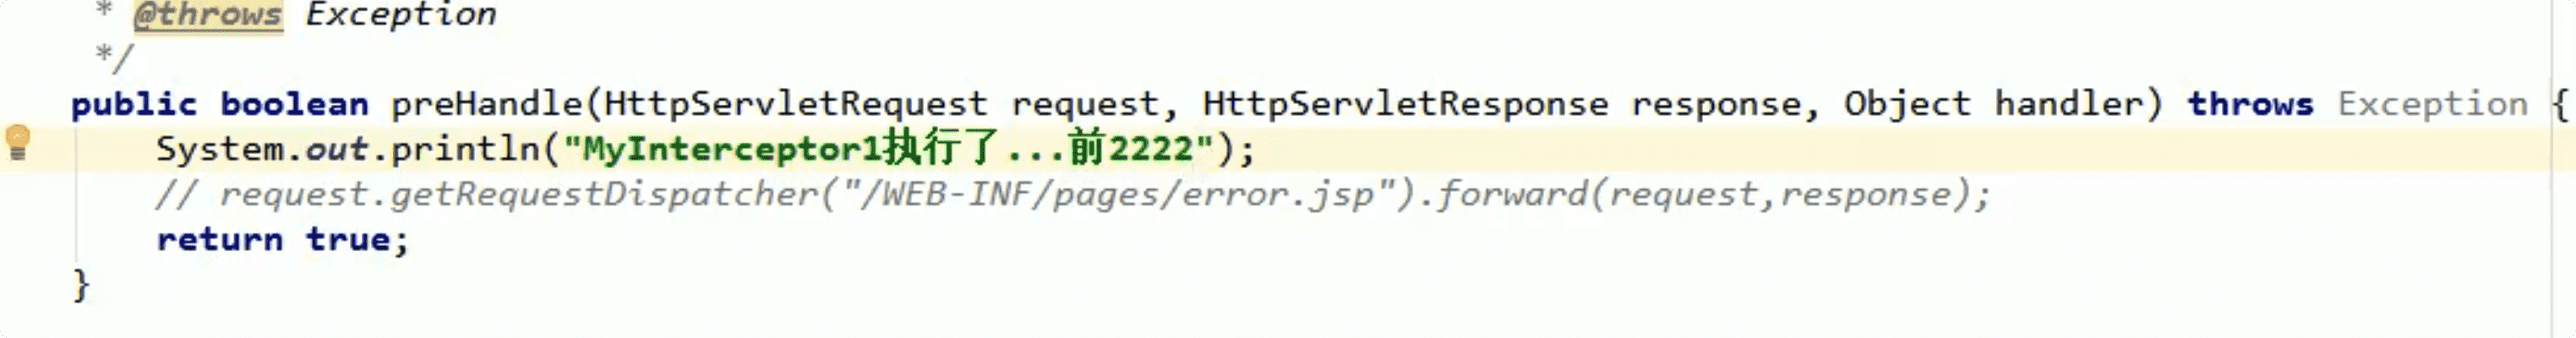 * @throws Exception
*/
public boolean preHandle(HttpServletRequest request, HttpServletResponse response, Object handler) throws Exception {
System.out.println("MyInterceptor1执行了...前2222");
// request.getRequestDispatcher("/WEB-INF/pages/error.jsp").forward(request,response);
return true;
}